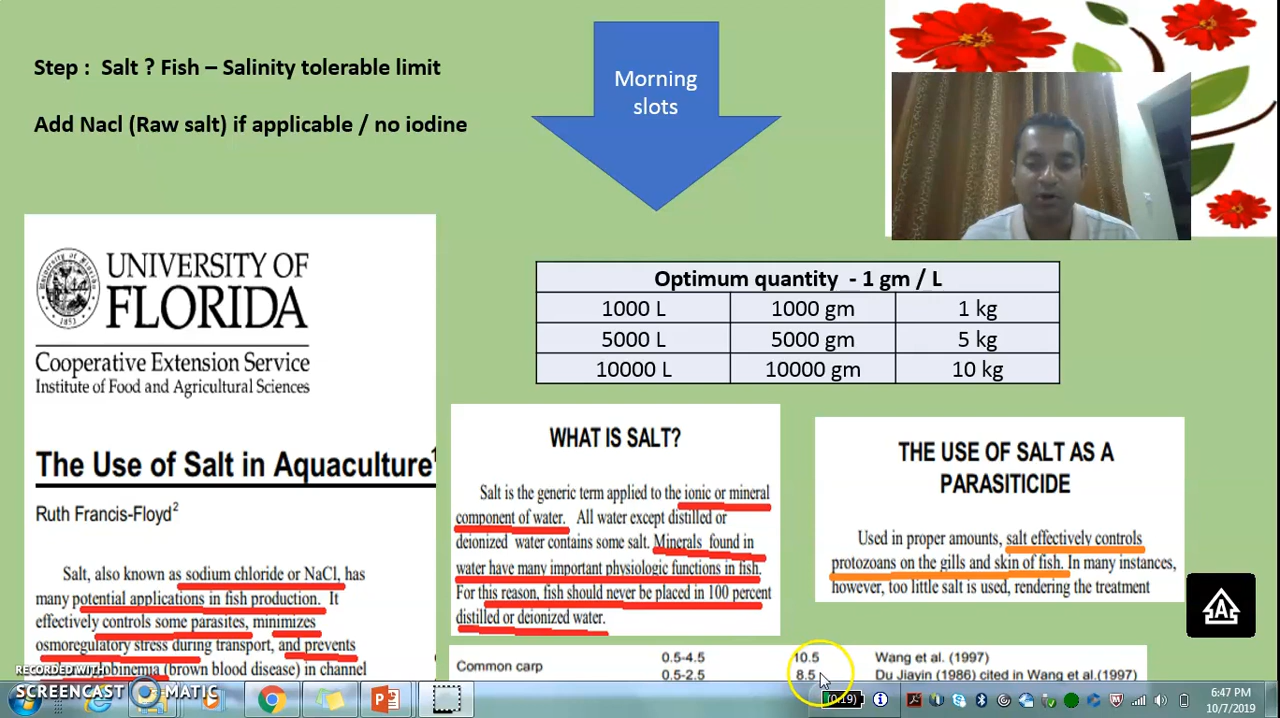 Step : Salt ? Fish – Salinity tolerable limit
Add Nacl (Raw salt) if applicable / no iodine
Morning
slots
UNIVERSITY OF
FLORIDA
Cooperative Extension Service
Institute of Food and Agricultural Sciences
The Use of Salt in Aquaculture1
Ruth Francis-Floyd2
Salt, also known as sodium chloride or NaCl, has
many potential applications in fish production. It
effectively controls some parasites, minimizes
osmoregulatory stress during transport, and prevents
(brown blood disease) in channel
Optimum quantity - 1 gm / L
1000 L 1000 gm 1 kg
5000 L 5000 gm 5 kg
10000 L 10000 gm 10 kg
WHAT IS SALT?
Salt is the generic term applied to the ionic or mineral
component of water. All water except distilled or
deionized water contains some salt. Minerals found in
water have many important physiologic functions in fish.
For this reason, fish should never be placed in 100 percent
distilled or deionized water.
THE USE OF SALT AS A
PARASITICIDE
Used in proper amounts, salt effectively controls
protozoans on the gills and skin of fish. In many instances,
however, too little salt is used, rendering the treatment
Common carp 0.5-4.5 10.5 Wang et al. (1997)
0.5-2.5 8.5 Du Jiayin (1986) cited in Wang et al.(1997)
RECORDED WITH
SCREENCAST MATIC
(0:19)
6:47 PM
10/7/2019